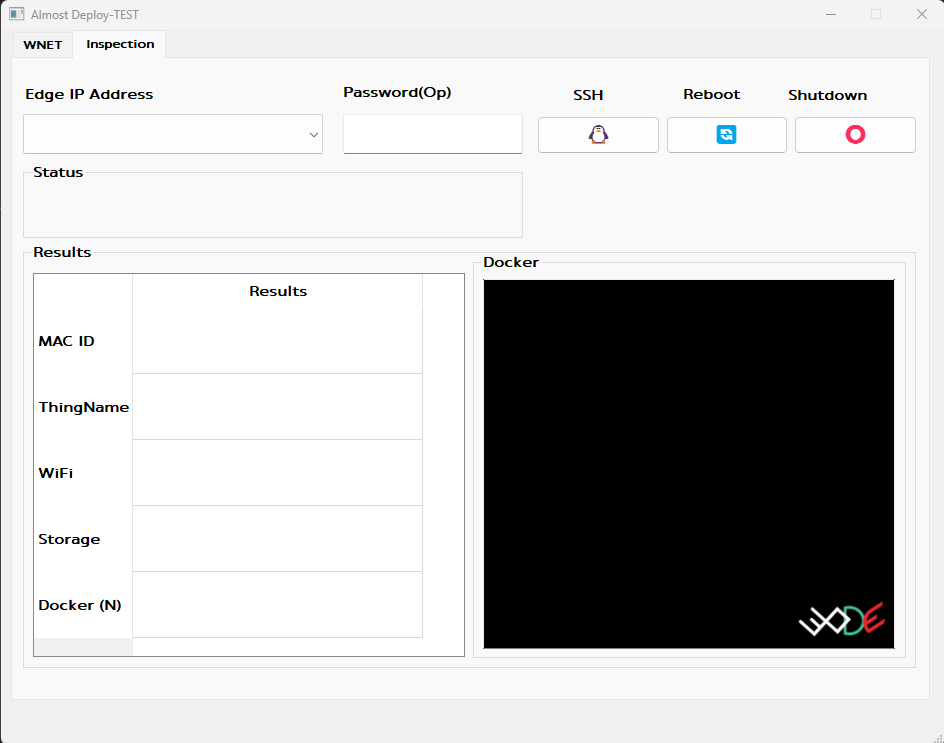 Almost Deploy-TEST
WNET
Inspection
Edge IP Address
Password(Op)
SSH
Reboot
Shutdown
Status
Results
Docker
Results
MAC ID
ThingName
WiFi
Storage
Docker (N)